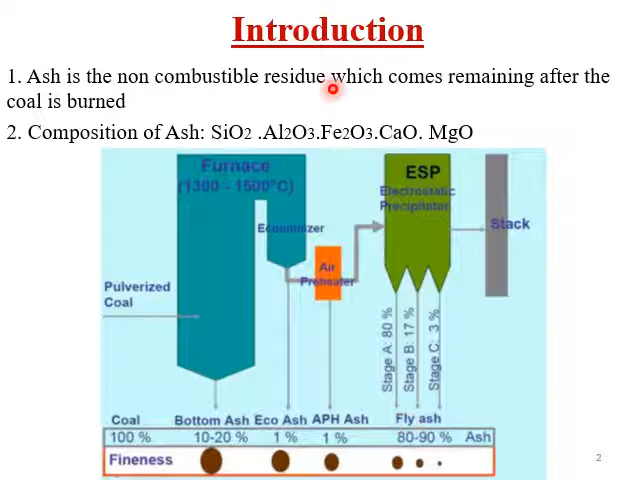 Introduction
1. Ash is the non combustible residue which comes remaining after the
coal is burned
2. Composition of Ash: SiO2 .Al2O3.Fe2O3.CaO. MgO
Furnace
(1300 - 1500°C)
ESP
Electrostatic
Precipitator
Economizer
Stack
Air
Preheater
Pulverized
Coal
Stage A: 80 %
Stage B: 17 %
Stage C: 3 %
Coal Bottom Ash Eco Ash APH Ash Fly ash
100 % 10-20 % 1 % 1 % 80-90 % Ash
Fineness
2